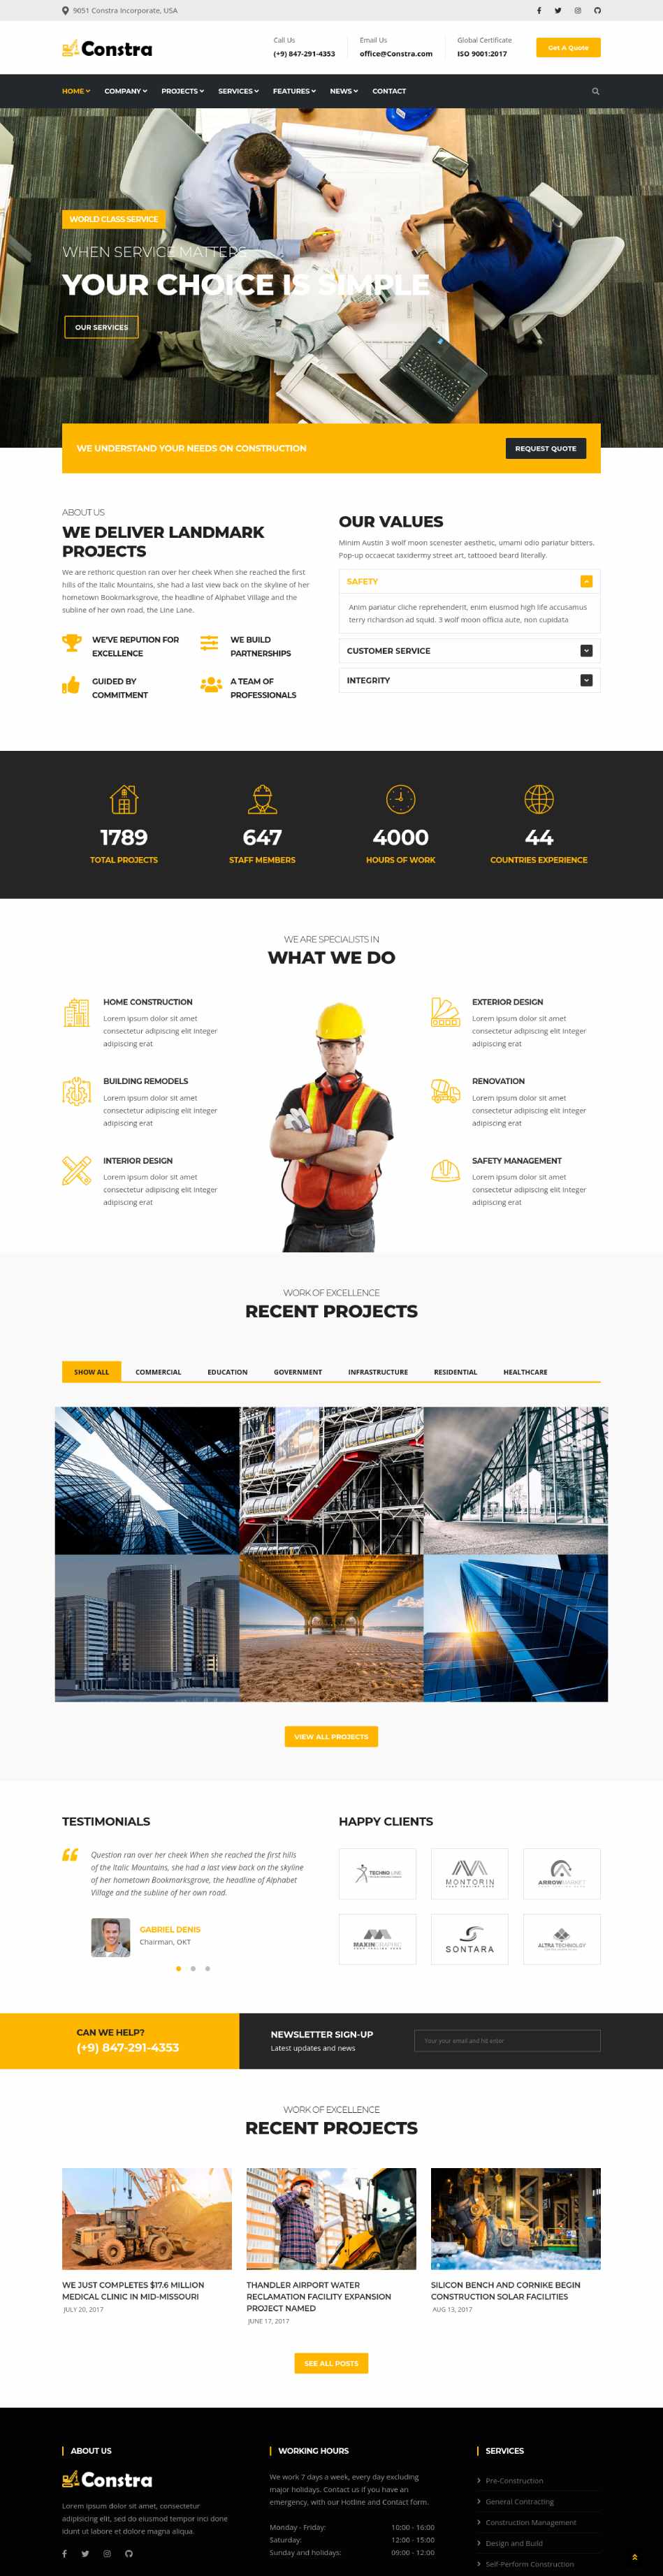 9051 Constra Incorporate, USA
Constra
Call Us
(+9) 847-291-4353
Email Us
office@Constra.com
Global Certificate
ISO 9001:2017
Get A Quote
HOME COMPANY PROJECTS SERVICES FEATURES NEWS CONTACT
WORLD CLASS SERVICE
WHEN SERVICE MATTERS
YOUR CHOICE IS SIMPLE
OUR SERVICES
WE UNDERSTAND YOUR NEEDS ON CONSTRUCTION
REQUEST QUOTE
ABOUT US
WE DELIVER LANDMARK
PROJECTS
We are rethoric question ran over her cheek When she reached the first
hills of the Italic Mountains, she had a last view back on the skyline of her
hometown Bookmarksgrove, the headline of Alphabet Village and the
subline of her own road, the Line Lane.
WE'VE REPUTION FOR
EXCELLENCE
WE BUILD
PARTNERSHIPS
GUIDED BY
COMMITMENT
A TEAM OF
PROFESSIONALS
OUR VALUES
Minim Austin 3 wolf moon scenester aesthetic, umami odio pariatur bitters.
Pop-up occaecat taxidermy street art, tattooed beard literally.
SAFETY
Anim pariatur cliche reprehenderit, enim eiusmod high life accusamus
terry richardson ad squid. 3 wolf moon officia aute, non cupidata
CUSTOMER SERVICE
INTEGRITY
1789
TOTAL PROJECTS
647
STAFF MEMBERS
4000
HOURS OF WORK
44
COUNTRIES EXPERIENCE
WE ARE SPECIALISTS IN
WHAT WE DO
HOME CONSTRUCTION
Lorem ipsum dolor sit amet
consectetur adipiscing elit Integer
adipiscing erat
BUILDING REMODELS
Lorem ipsum dolor sit amet
consectetur adipiscing elit Integer
adipiscing erat
INTERIOR DESIGN
Lorem ipsum dolor sit amet
consectetur adipiscing elit Integer
adipiscing erat
EXTERIOR DESIGN
Lorem ipsum dolor sit amet
consectetur adipiscing elit Integer
adipiscing erat
RENOVATION
Lorem ipsum dolor sit amet
consectetur adipiscing elit Integer
adipiscing erat
SAFETY MANAGEMENT
Lorem ipsum dolor sit amet
consectetur adipiscing elit Integer
adipiscing erat
WORK OF EXCELLENCE
RECENT PROJECTS
SHOW ALL COMMERCIAL EDUCATION GOVERNMENT INFRASTRUCTURE RESIDENTIAL HEALTHCARE
VIEW ALL PROJECTS
TESTIMONIALS
Question ran over her cheek When she reached the first hills
of the Italic Mountains, she had a last view back on the skyline
of her hometown Bookmarksgrove, the headline of Alphabet
Village and the subline of her own road.
GABRIEL DENIS
Chairman, OKT
HAPPY CLIENTS
TECHNO LINE
MONTORIN
ARROWMARKET
MAXINGRAPHIC
SONTARA
ALTRA TECHNOLOGY
CAN WE HELP?
(+9) 847-291-4353
NEWSLETTER SIGN-UP
Latest updates and news
Your your email and hit enter
WORK OF EXCELLENCE
RECENT PROJECTS
WE JUST COMPLETES $17.6 MILLION
MEDICAL CLINIC IN MID-MISSOURI
JULY 20, 2017
THANDLER AIRPORT WATER
RECLAMATION FACILITY EXPANSION
PROJECT NAMED
JUNE 17, 2017
SILICON BENCH AND CORNIKE BEGIN
CONSTRUCTION SOLAR FACILITIES
AUG 13, 2017
SEE ALL POSTS
ABOUT US
Constra
Lorem ipsum dolor sit amet, consectetur
adipisicing elit, sed do eiusmod tempor inci done
idunt ut labore et dolore magna aliqua.
WORKING HOURS
We work 7 days a week, every day excluding
major holidays. Contact us if you have an
emergency, with our Hotline and Contact form.
Monday - Friday: 10:00 - 16:00
Saturday: 12:00 - 15:00
Sunday and holidays: 09:00 - 12:00
SERVICES
Pre-Construction
General Contracting
Construction Management
Design and Build
Self-Perform Construction